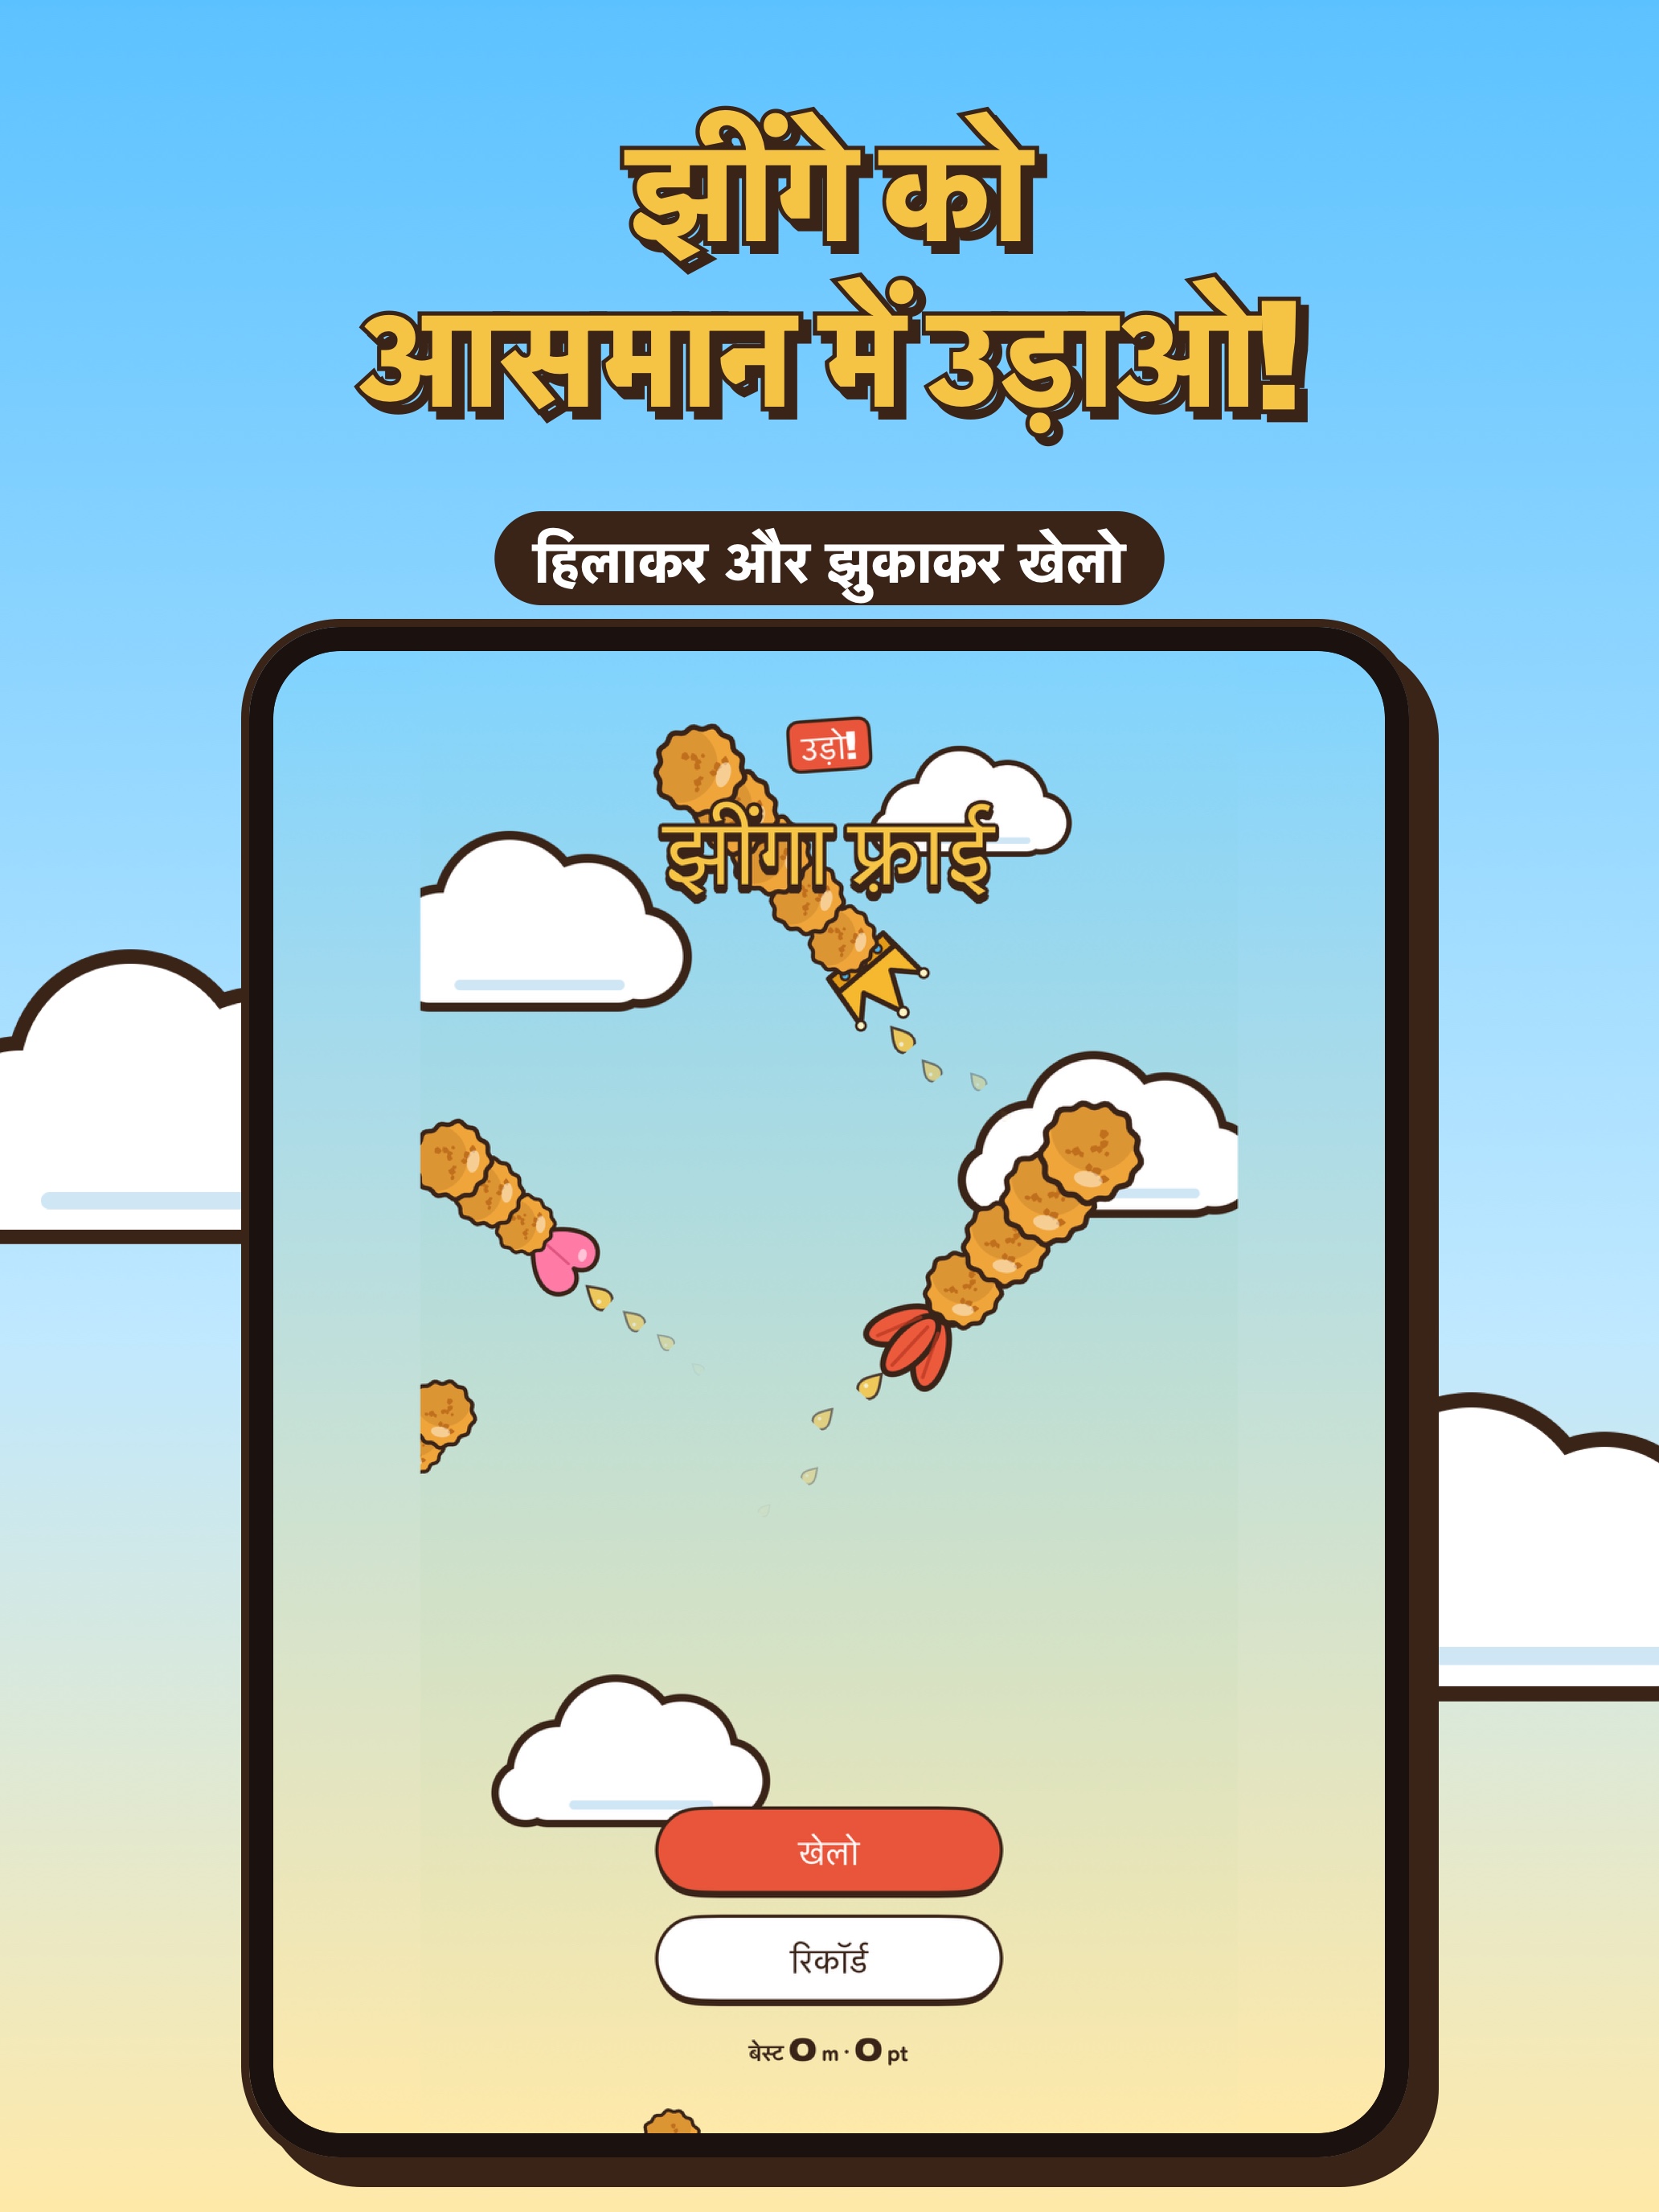 झींगे को
आसमान में उड़ाओ!
हिलाकर और झुकाकर खेलो
उड़ो!
झींगा फ़्राई
खेलो
रिकॉर्ड
बेस्ट 0 m · 0 pt